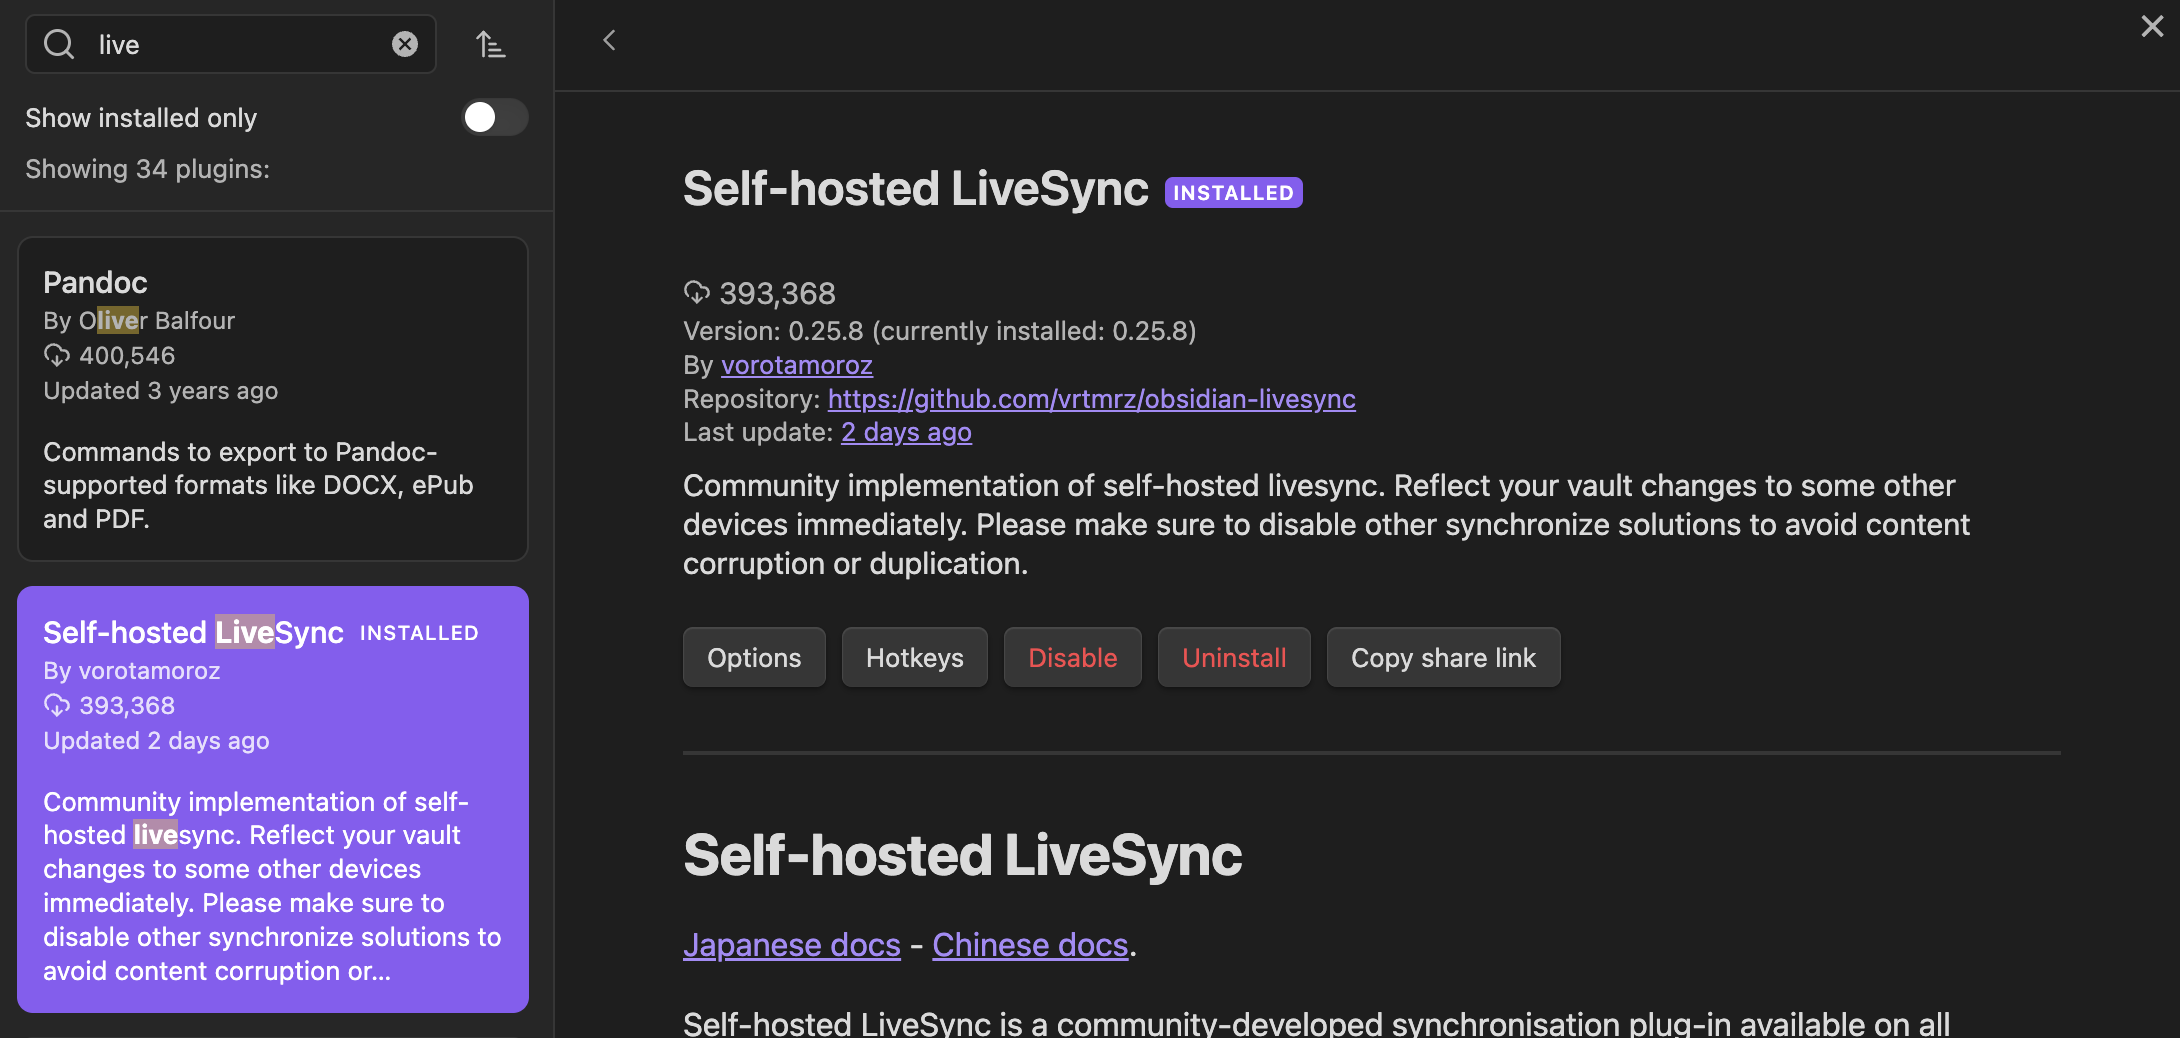 live
Show installed only
Showing 34 plugins:
Pandoc
By Oliver Balfour
400,546
Updated 3 years ago
Commands to export to Pandoc-
supported formats like DOCX, ePub
and PDF.
Self-hosted LiveSync INSTALLED
By vorotamoroz
393,368
Updated 2 days ago
Community implementation of self-
hosted livesync. Reflect your vault
changes to some other devices
immediately. Please make sure to
disable other synchronize solutions to
avoid content corruption or...
Self-hosted LiveSync INSTALLED
393,368
Version: 0.25.8 (currently installed: 0.25.8)
By vorotamoroz
Repository: https://github.com/vrtmrz/obsidian-livesync
Last update: 2 days ago
Community implementation of self-hosted livesync. Reflect your vault changes to some other
devices immediately. Please make sure to disable other synchronize solutions to avoid content
corruption or duplication.
Options Hotkeys Disable Uninstall Copy share link
Self-hosted LiveSync
Japanese docs - Chinese docs.
Self-hosted LiveSync is a community-developed synchronisation plug-in available on all